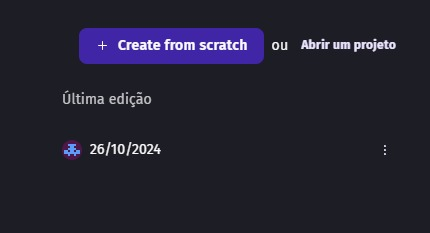 + Create from scratch ou Abrir um projeto
Última edição
26/10/2024